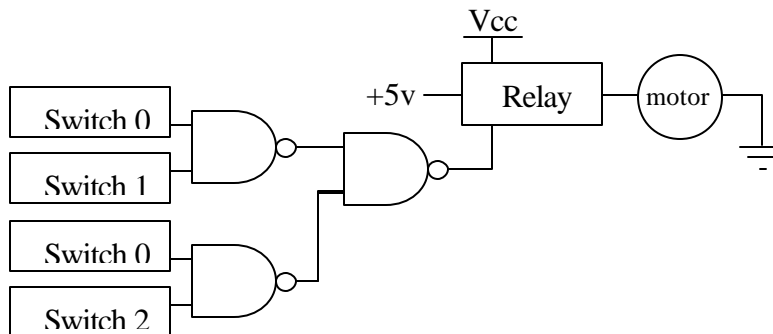 Vcc
+5v
Relay
motor
Switch 0
Switch 1
Switch 0
Switch 2